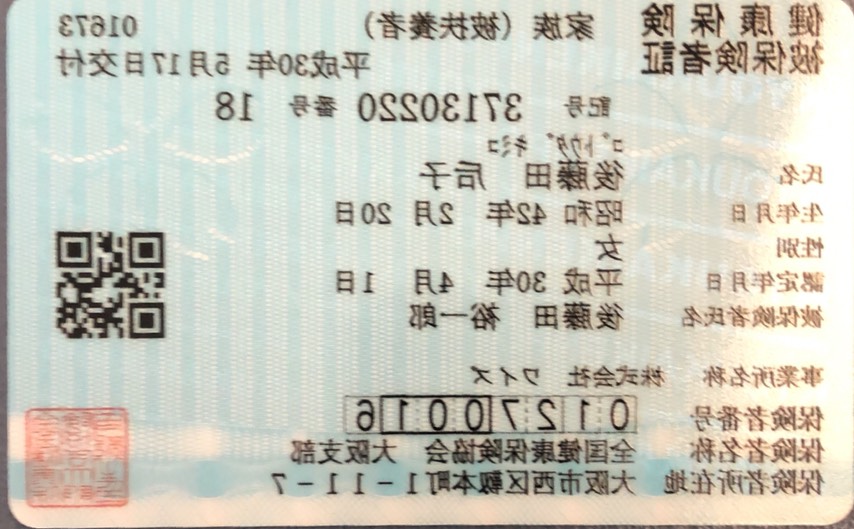 健康保険 家族（被扶養者） 01673
被保険者証 平成30年 5月17日交付
記号 37130220 番号 18
ｺﾞﾄｳﾀﾞ ｷﾐｺ
氏名 後藤田 后子
生年月日 昭和 42年 2月 20日
性別 女
認定年月日 平成 30年 4月 1日
被保険者氏名 後藤田 裕一郎
事業所名称 株式会社 ワイズ
保険者番号 01270016
保険者名称 全国健康保険協会 大阪支部
保険者所在地 大阪市西区靱本町1-11-7